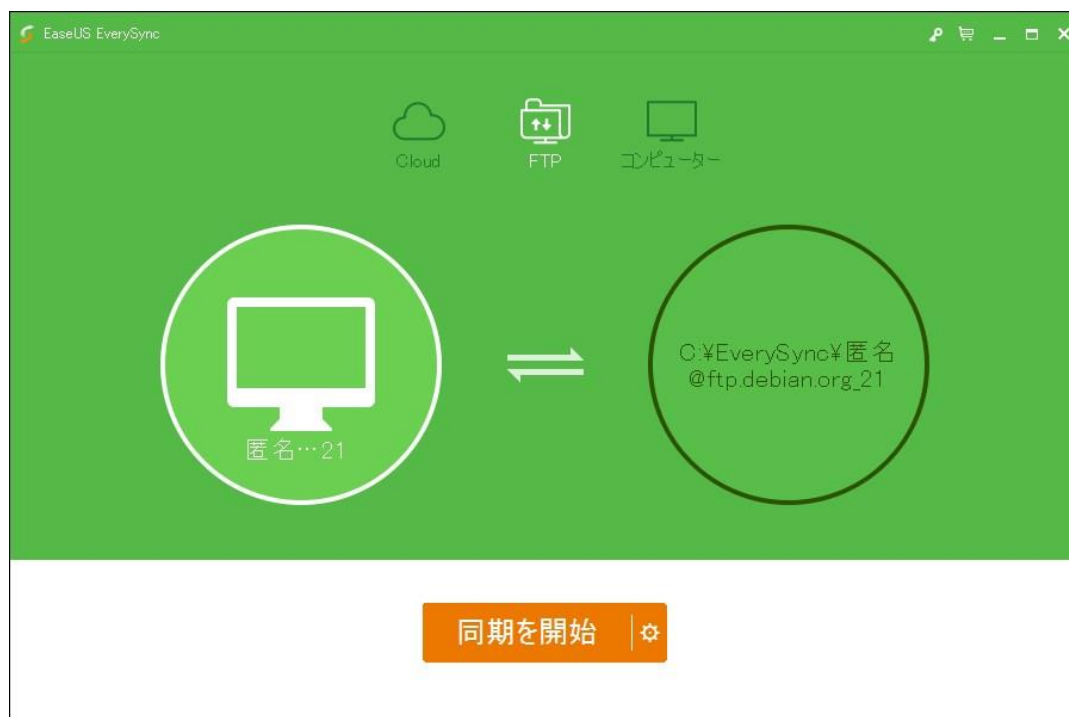 EaseUS EverySync
Cloud
FTP
コンピューター
匿名…21
C:¥EverySync¥匿名
@ftp.debian.org_21
同期を開始